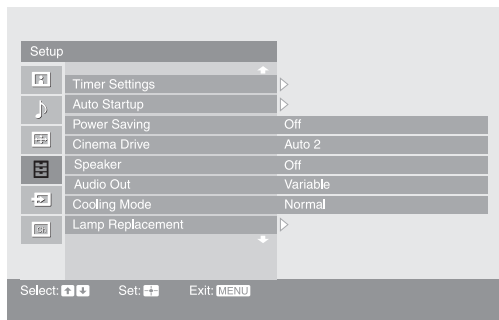 Setup
Timer Settings
Auto Startup
Power Saving Off
Cinema Drive Auto 2
Speaker Off
Audio Out Variable
Cooling Mode Normal
Lamp Replacement
Select: Set: Exit: MENU